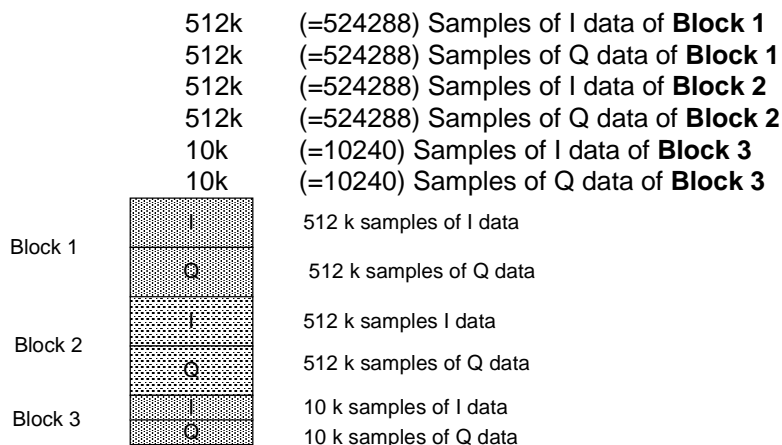 512k (=524288) Samples of I data of Block 1
512k (=524288) Samples of Q data of Block 1
512k (=524288) Samples of I data of Block 2
512k (=524288) Samples of Q data of Block 2
10k (=10240) Samples of I data of Block 3
10k (=10240) Samples of Q data of Block 3
I 512 k samples of I data
Block 1
Q 512 k samples of Q data
I 512 k samples I data
Block 2
Q 512 k samples of Q data
I 10 k samples of I data
Block 3
Q 10 k samples of Q data